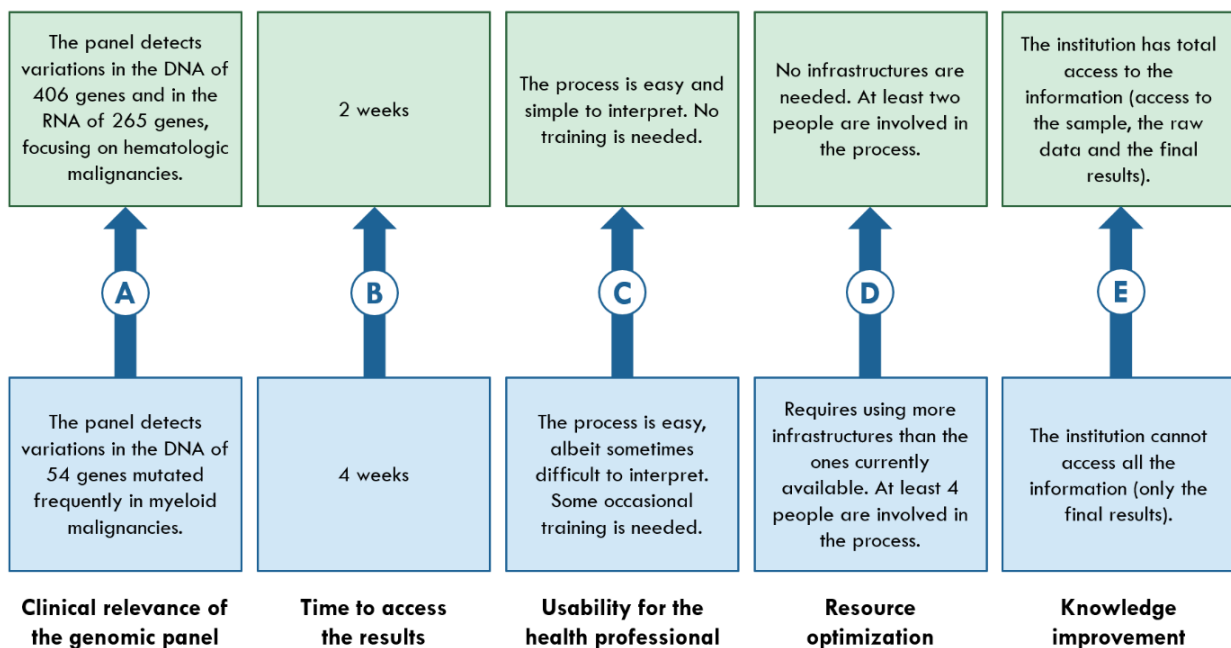 The panel detects
variations in the DNA of
406 genes and in the
RNA of 265 genes,
focusing on hematologic
malignancies.
2 weeks
The process is easy and
simple to interpret. No
training is needed.
No infrastructures are
needed. At least two
people are involved in
the process.
The institution has total
access to the
information (access to
the sample, the raw
data and the final
results).
A
B
C
D
E
The panel detects
variations in the DNA of
54 genes mutated
frequently in myeloid
malignancies.
4 weeks
The process is easy,
albeit sometimes
difficult to interpret.
Some occasional
training is needed.
Requires using more
infrastructures than the
ones currently
available. At least 4
people are involved in
the process.
The institution cannot
access all the
information (only the
final results).
Clinical relevance of
the genomic panel
Time to access
the results
Usability for the
health professional
Resource
optimization
Knowledge
improvement